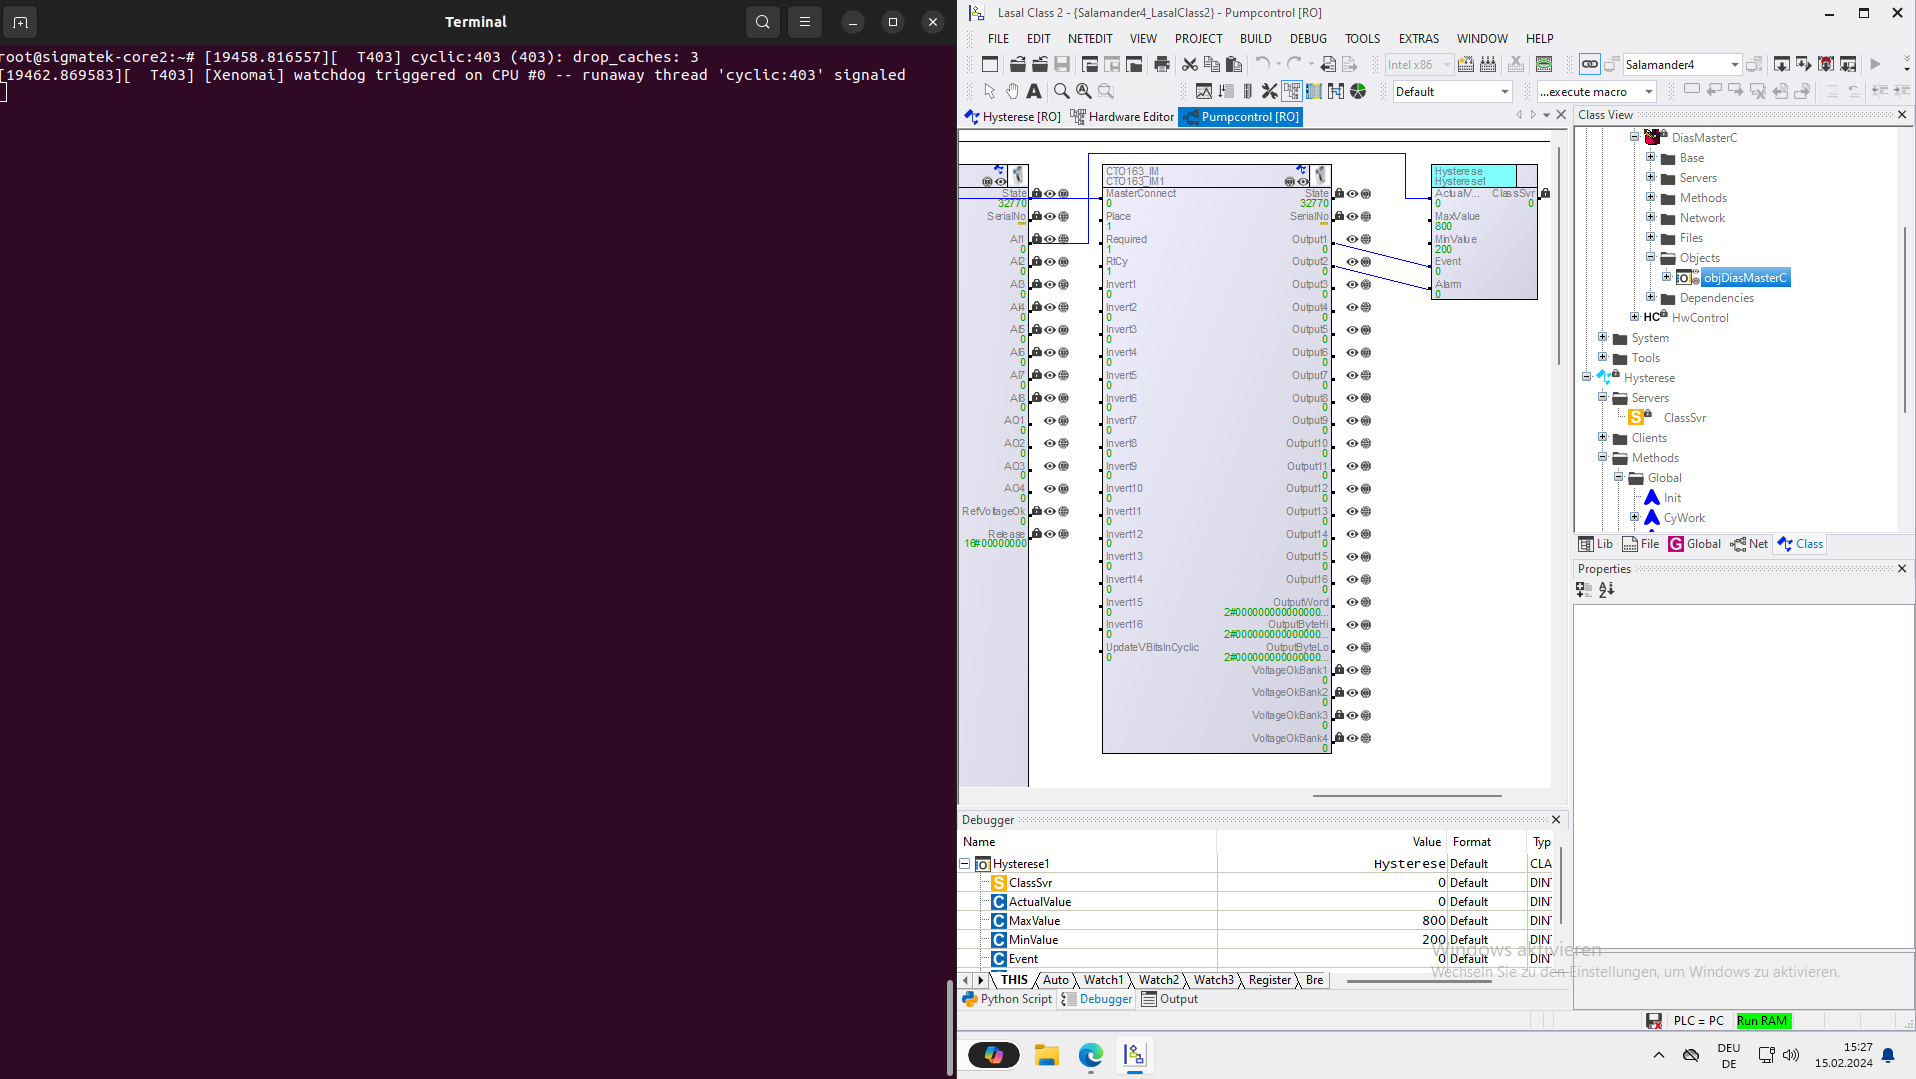 Terminal
root@sigmatek-core2:~# [19458.816557][  T403] cyclic:403 (403): drop_caches: 3
[19462.869583][  T403] [Xenomai] watchdog triggered on CPU #0 -- runaway thread 'cyclic:403' signaled
Lasal Class 2 - {Salamander4_LasalClass2} - Pumpcontrol [RO]
FILE EDIT NETEDIT VIEW PROJECT BUILD DEBUG TOOLS EXTRAS WINDOW HELP
Intel x86 Salamander4
Default ...execute macro
Hysterese [RO] Hardware Editor Pumpcontrol [RO]
State
32770
SerialNo
AI1
0
AI2
0
AI3
0
AI4
0
AI5
0
AI6
0
AI7
0
AI8
0
AO1
0
AO2
0
AO3
0
AO4
0
RefVoltageOk
0
Release
16#00000000
CTO163_IM
CTO163_IM1
MasterConnect State
0 32770
Place SerialNo
1
Required Output1
1 0
RtCy Output2
1 0
Invert1 Output3
0 0
Invert2 Output4
0 0
Invert3 Output5
0 0
Invert4 Output6
0 0
Invert5 Output7
0 0
Invert6 Output8
0 0
Invert7 Output9
0 0
Invert8 Output10
0 0
Invert9 Output11
0 0
Invert10 Output12
0 0
Invert11 Output13
0 0
Invert12 Output14
0 0
Invert13 Output15
0 0
Invert14 Output16
0 0
Invert15 OutputWord
0 2#000000000000000...
Invert16 OutputByteHi
0 2#000000000000000...
UpdateVBitsInCyclic OutputByteLo
0 2#000000000000000...
VoltageOkBank1
0
VoltageOkBank2
0
VoltageOkBank3
0
VoltageOkBank4
0
Hysterese
Hysterese1
ActualV... ClassSvr
0 0
MaxValue
800
MinValue
200
Event
0
Alarm
0
Class View
DiasMasterC
Base
Servers
Methods
Network
Files
Objects
objDiasMasterC
Dependencies
HC HwControl
System
Tools
Hysterese
Servers
S ClassSvr
Clients
Methods
Global
Init
CyWork
Lib File Global Net Class
Properties
Debugger
Name Value Format Typ
Hysterese1 Hysterese Default CLA
S ClassSvr 0 Default DIN
C ActualValue 0 Default DIN
C MaxValue 800 Default DIN
C MinValue 200 Default DIN
C Event 0 Default DIN
THIS Auto Watch1 Watch2 Watch3 Register Bre
Python Script Debugger Output
Windows aktivieren
Wechseln Sie zu den Einstellungen, um Windows zu aktivieren.
PLC = PC Run RAM
DEU
DE
15:27
15.02.2024